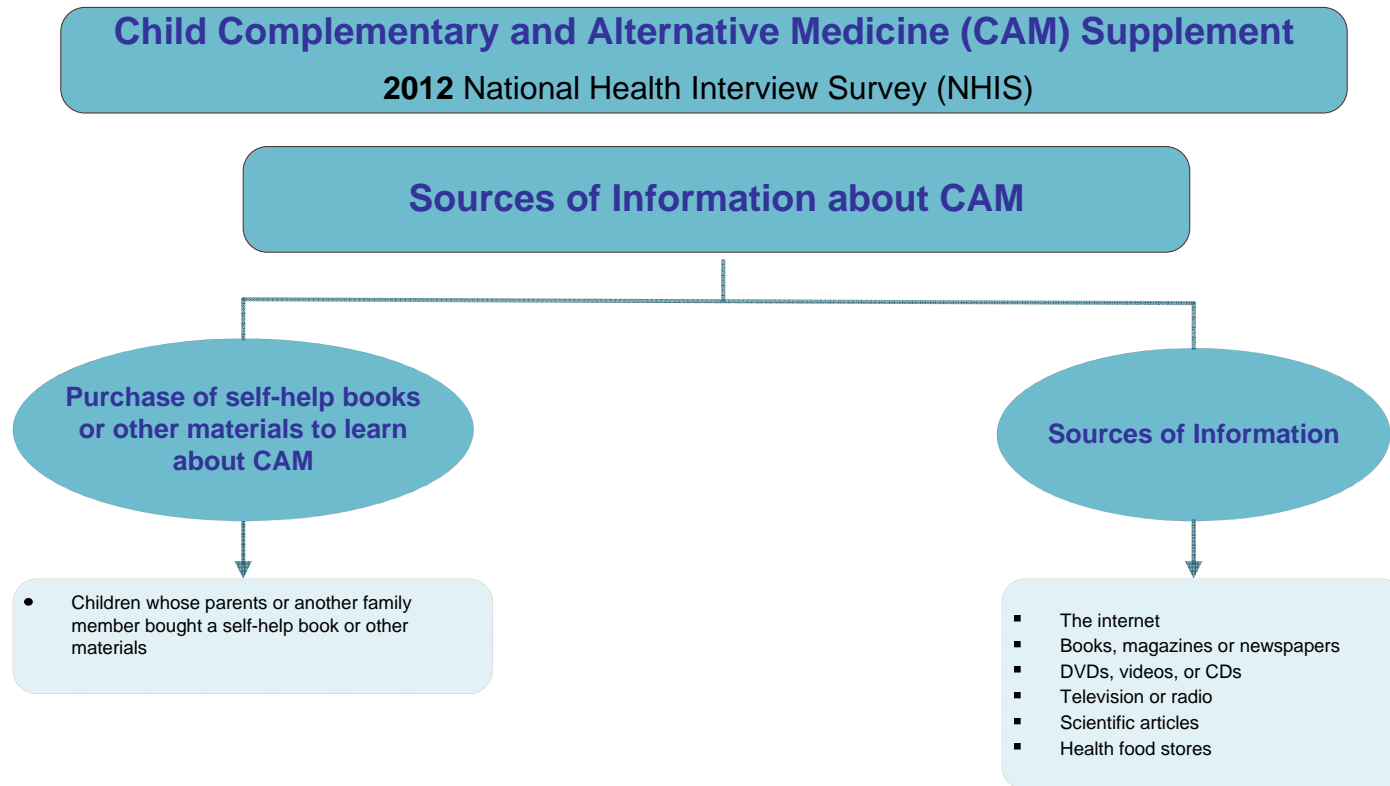 Child Complementary and Alternative Medicine (CAM) Supplement
2012 National Health Interview Survey (NHIS)
Sources of Information about CAM
Purchase of self-help books
or other materials to learn
about CAM
Sources of Information
• Children whose parents or another family
member bought a self-help book or other
materials
▪ The internet
▪ Books, magazines or newspapers
▪ DVDs, videos, or CDs
▪ Television or radio
▪ Scientific articles
▪ Health food stores